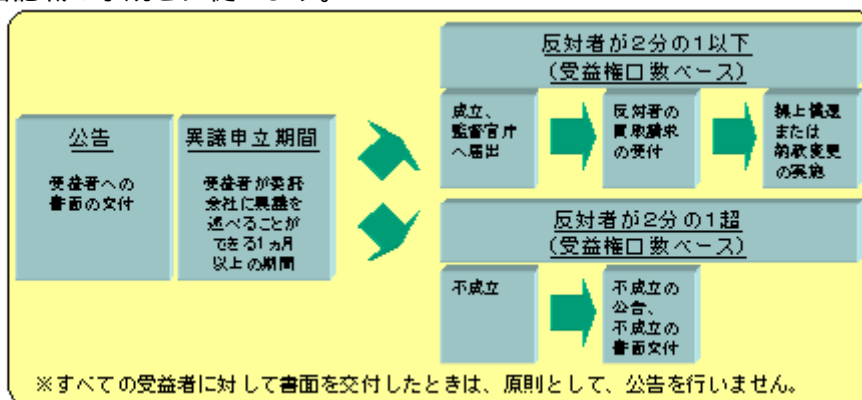 反対者が2分の1以下
(受益権口数ベース)
公告
受益者への
書面の交付
異議申立期間
受益者が委託
会社に異議を
述べることが
できる1ヵ月
以上の期間
成立、
監督官庁
へ届出
反対者の
買取請求
の受付
繰上償還
または
約款変更
の実施
反対者が2分の1超
(受益権口数ベース)
不成立
不成立の
公告、
不成立の
書面交付
※すべての受益者に対して書面を交付したときは、原則として、公告を行いません。